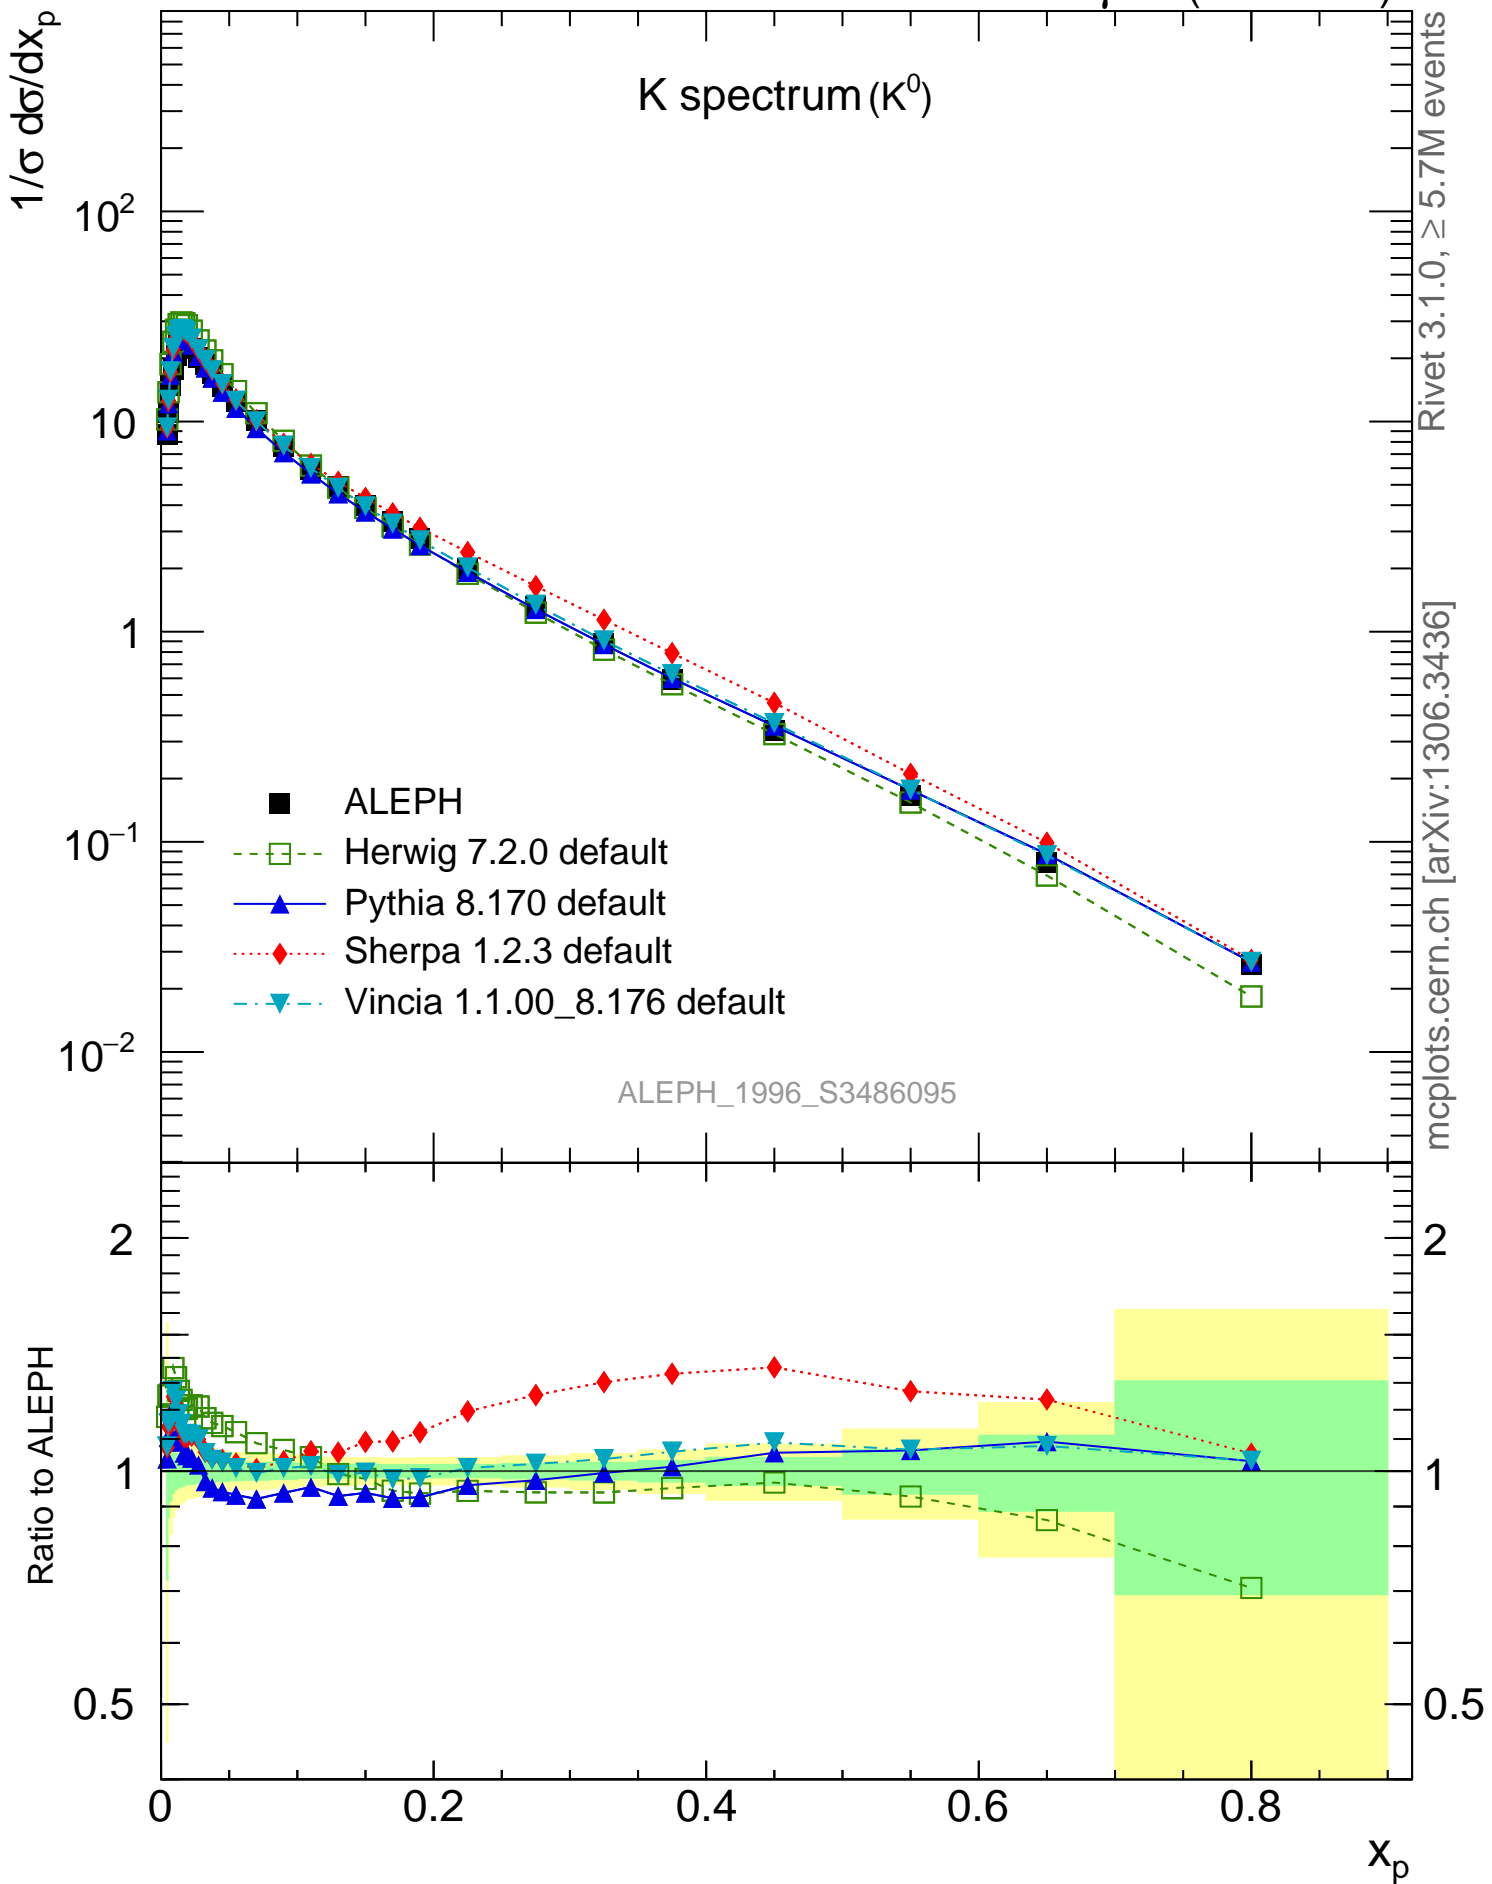 1/σ dσ/dxₚ
K spectrum (K⁰)
10²
10
1
10⁻¹
10⁻²
ALEPH
Herwig 7.2.0 default
Pythia 8.170 default
Sherpa 1.2.3 default
Vincia 1.1.00_8.176 default
ALEPH_1996_S3486095
Rivet 3.1.0, ≥ 5.7M events
mcplots.cern.ch [arXiv:1306.3436]
Ratio to ALEPH
2
1
0.5
2
1
0.5
0
0.2
0.4
0.6
0.8
xₚ